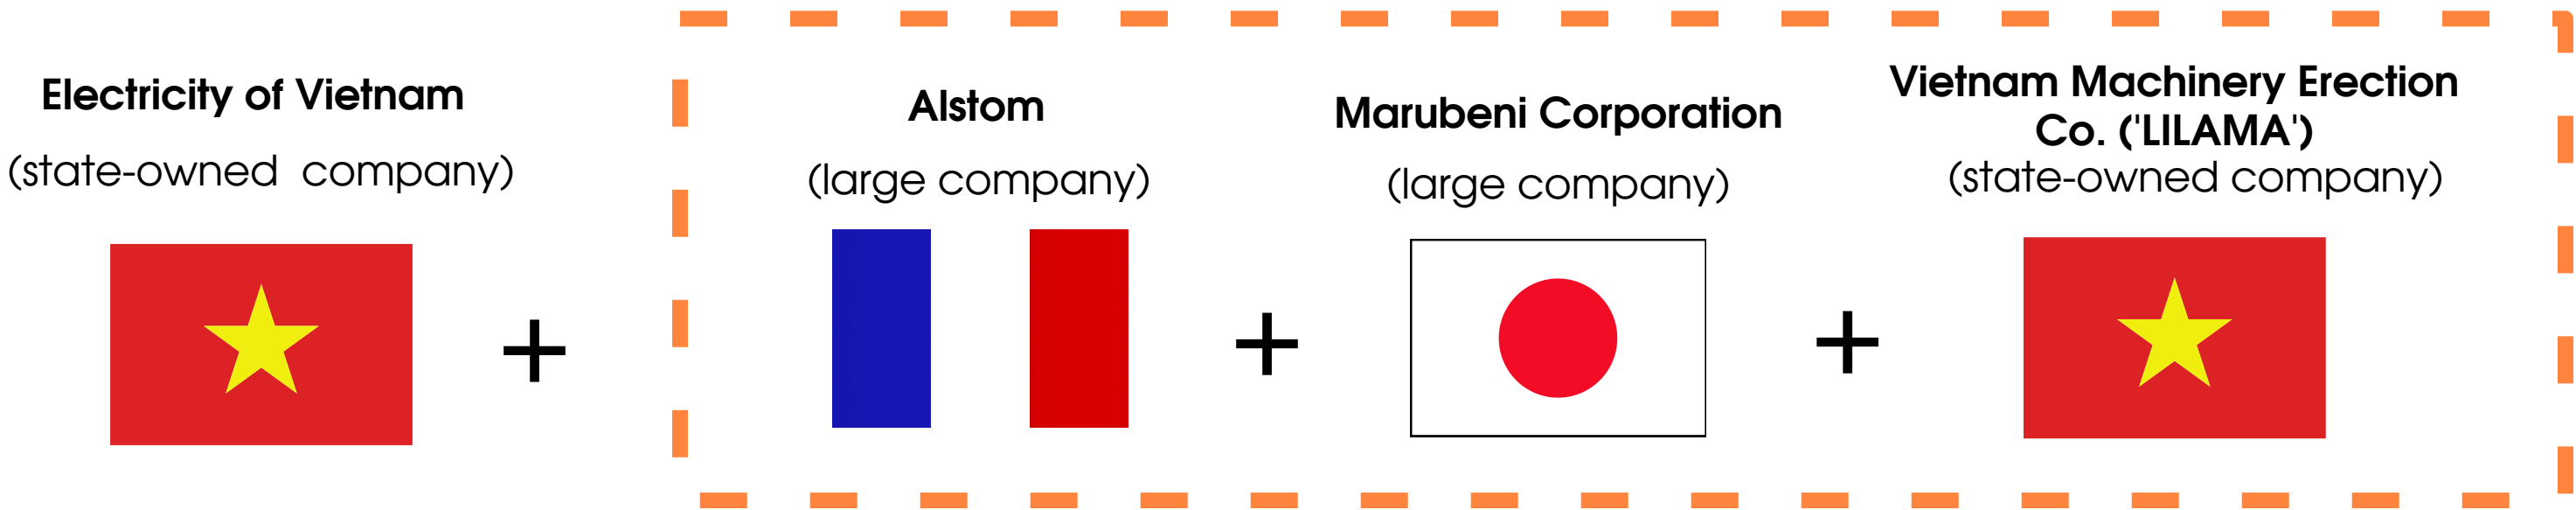 Electricity of Vietnam
(state-owned company)
+
Alstom
(large company)
+
Marubeni Corporation
(large company)
+
Vietnam Machinery Erection
Co. ('LILAMA')
(state-owned company)